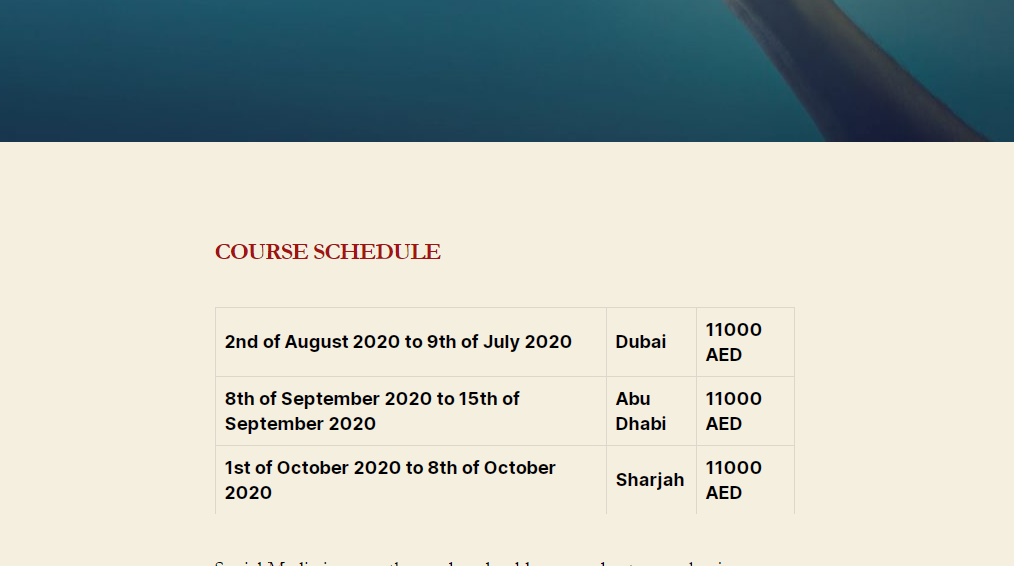 COURSE SCHEDULE
2nd of August 2020 to 9th of July 2020
Dubai
11000
AED
8th of September 2020 to 15th of
September 2020
Abu
Dhabi
11000
AED
1st of October 2020 to 8th of October
2020
Sharjah
11000
AED